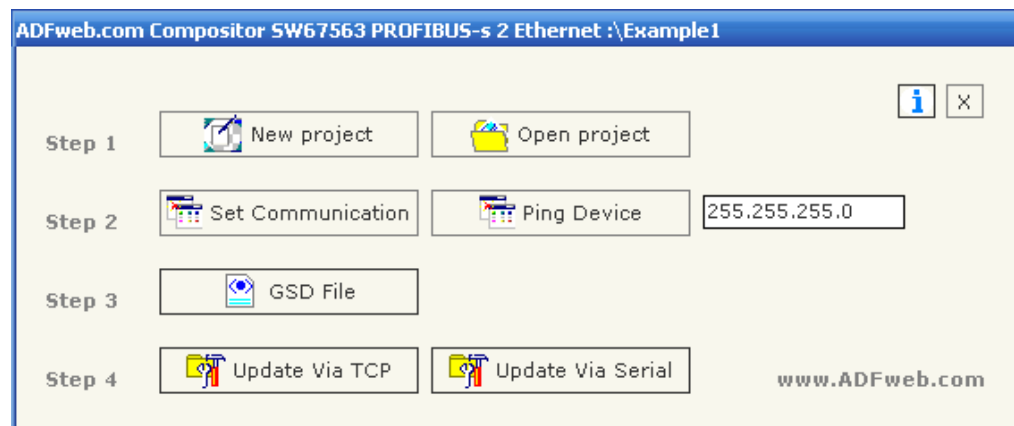 ADFweb.com Compositor SW67563 PROFIBUS-s 2 Ethernet :\Example1
i X
Step 1 New project Open project
Step 2 Set Communication Ping Device 255.255.255.0
Step 3 GSD File
Step 4 Update Via TCP Update Via Serial www.ADFweb.com